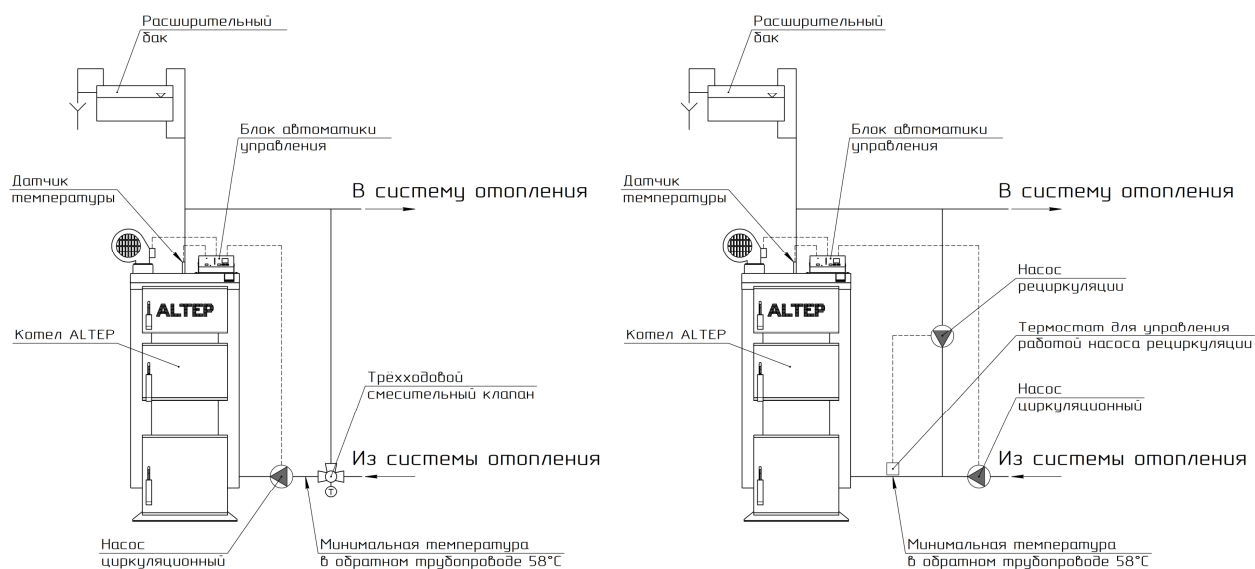 Расширительный
бак
Блок автоматики
управления
Датчик
температуры
В систему отопления
ALTEP
Котел ALTEP
Трёхходовой
смесительный клапан
Из системы отопления
T
Насос
циркуляционный
Минимальная температура
в обратном трубопроводе 58°C
Расширительный
бак
Блок автоматики
управления
Датчик
температуры
В систему отопления
Насос
рециркуляции
ALTEP
Котел ALTEP
Термостат для управления
работой насоса рециркуляции
Насос
циркуляционный
Из системы отопления
Минимальная температура
в обратном трубопроводе 58°C